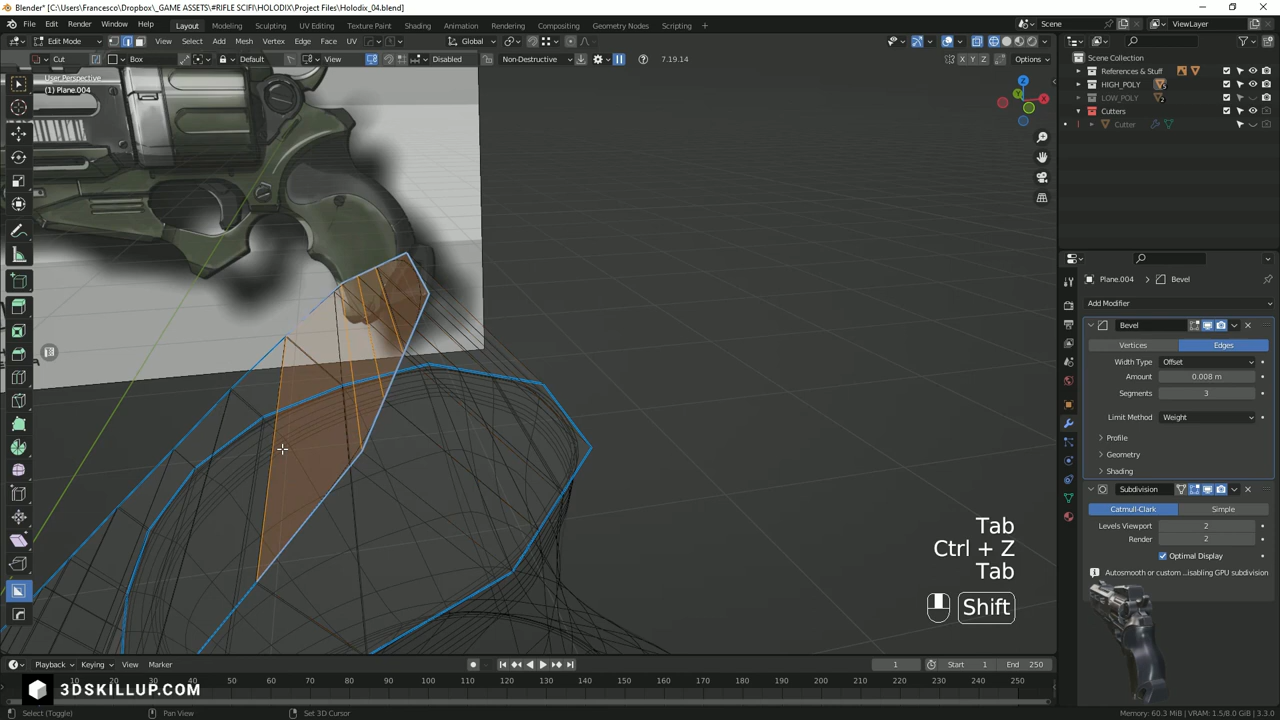 Blender* [C:\Users\Francesco\Dropbox\_GAME ASSETS\#RIFLE SCIFI\HOLODIX\Project Files\Holodix_04.blend]
File Edit Render Window Help Layout Modeling Sculpting UV Editing Texture Paint Shading Animation Rendering Compositing Geometry Nodes Scripting + Scene ViewLayer
Edit Mode View Select Add Mesh Vertex Edge Face UV Global
Cut Box Default View Disabled Non-Destructive 7.19.14 X Y Z Options
User Perspective
(1) Plane.004
Z
X
Y
Scene Collection
References & Stuff
HIGH_POLY 5
LOW_POLY 2
Cutters
Cutter
Plane.004 > Bevel
Add Modifier
Bevel
Vertices Edges
Width Type Offset
Amount 0.008 m
Segments 3
Limit Method Weight
Profile
Geometry
Shading
Subdivision
Catmull-Clark Simple
Levels Viewport 2
Render 2
Optimal Display
Autosmooth or custom ...isabling GPU subdivision
Tab
Ctrl + Z
Tab
Shift
Playback Keying View Marker 1 Start 1 End 250
10 20 30 40 50 60 70 80 90 100 110 120 130 140 150 160 170 180 190 200 210 220 230 240 250
3DSKILLUP.COM
Select (Toggle) Pan View Set 3D Cursor Memory: 60.3 MiB | VRAM: 1.5/8.0 GiB | 3.3.0